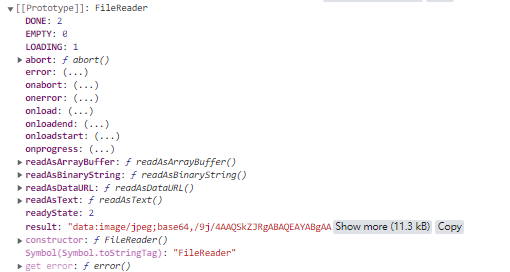 [[Prototype]]: FileReader
DONE: 2
EMPTY: 0
LOADING: 1
abort: ƒ abort()
error: (...)
onabort: (...)
onerror: (...)
onload: (...)
onloadend: (...)
onloadstart: (...)
onprogress: (...)
readAsArrayBuffer: ƒ readAsArrayBuffer()
readAsBinaryString: ƒ readAsBinaryString()
readAsDataURL: ƒ readAsDataURL()
readAsText: ƒ readAsText()
readyState: 2
result: "data:image/jpeg;base64,/9j/4AAQSkZJRgABAQEAYABgAA Show more (11.3 kB) Copy
constructor: ƒ FileReader()
Symbol(Symbol.toStringTag): "FileReader"
get error: ƒ error()